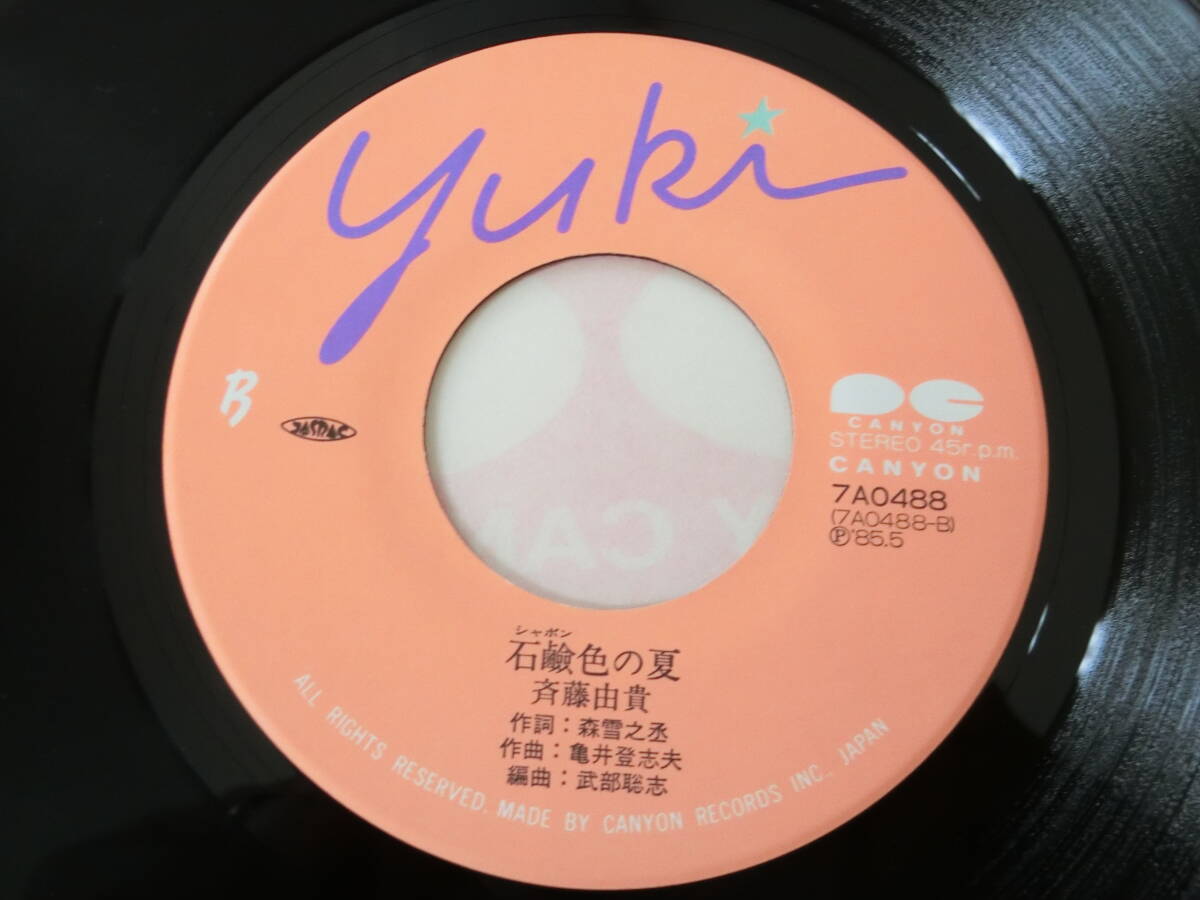 yuki
B
JASRAC
CANYON
STEREO 45r.p.m.
CANYON
7A0488
(7A0488-B)
Ⓟ'85.5
Y CAN
シャボン
石鹸色の夏
斉藤由貴
作詞：森雪之丞
作曲：亀井登志夫
編曲：武部聡志
ALL RIGHTS RESERVED. MADE BY CANYON RECORDS INC., JAPAN